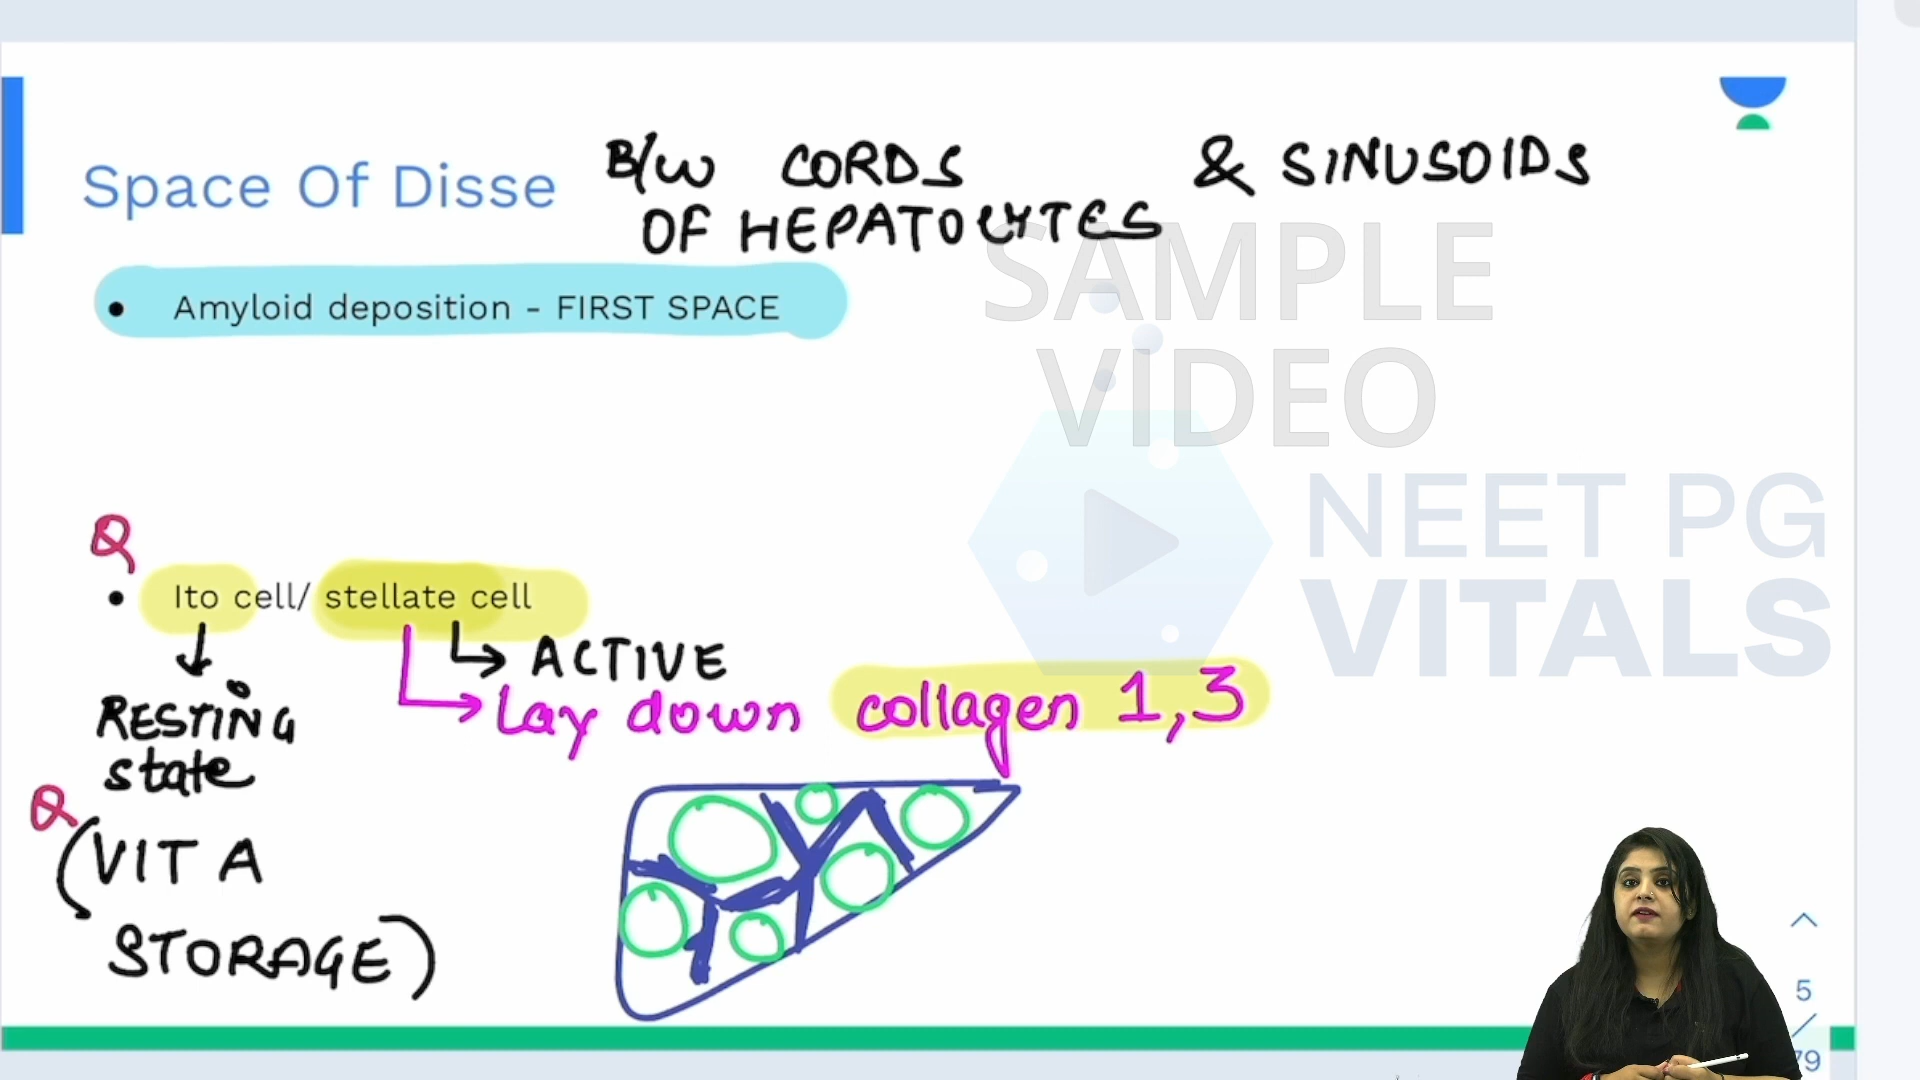 Space Of Disse
B/W CORDS & SINUSOIDS
OF HEPATOCYTES
SAMPLE
VIDEO
• Amyloid deposition - FIRST SPACE
NEET PG
VITALS
Q
• Ito cell/ stellate cell
ACTIVE
Lay down collagen 1,3
RESTING
state
Q
(VIT A
STORAGE)
5
/
79